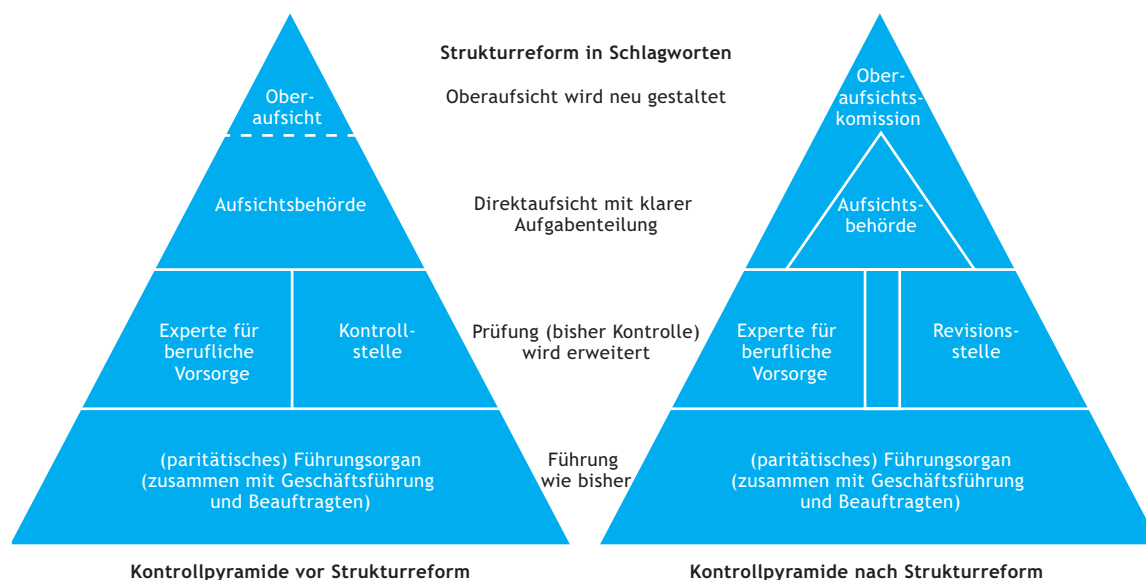 Strukturreform in Schlagworten
Ober-
aufsicht
Oberaufsicht wird neu gestaltet
Ober-
aufsichts-
komission
Aufsichtsbehörde
Direktaufsicht mit klarer
Aufgabenteilung
Aufsichts-
behörde
Experte für
berufliche
Vorsorge
Kontroll-
stelle
Prüfung (bisher Kontrolle)
wird erweitert
Experte für
berufliche
Vorsorge
Revisions-
stelle
(paritätisches) Führungsorgan
(zusammen mit Geschäftsführung
und Beauftragten)
Führung
wie bisher
(paritätisches) Führungsorgan
(zusammen mit Geschäftsführung
und Beauftragten)
Kontrollpyramide vor Strukturreform
Kontrollpyramide nach Strukturreform